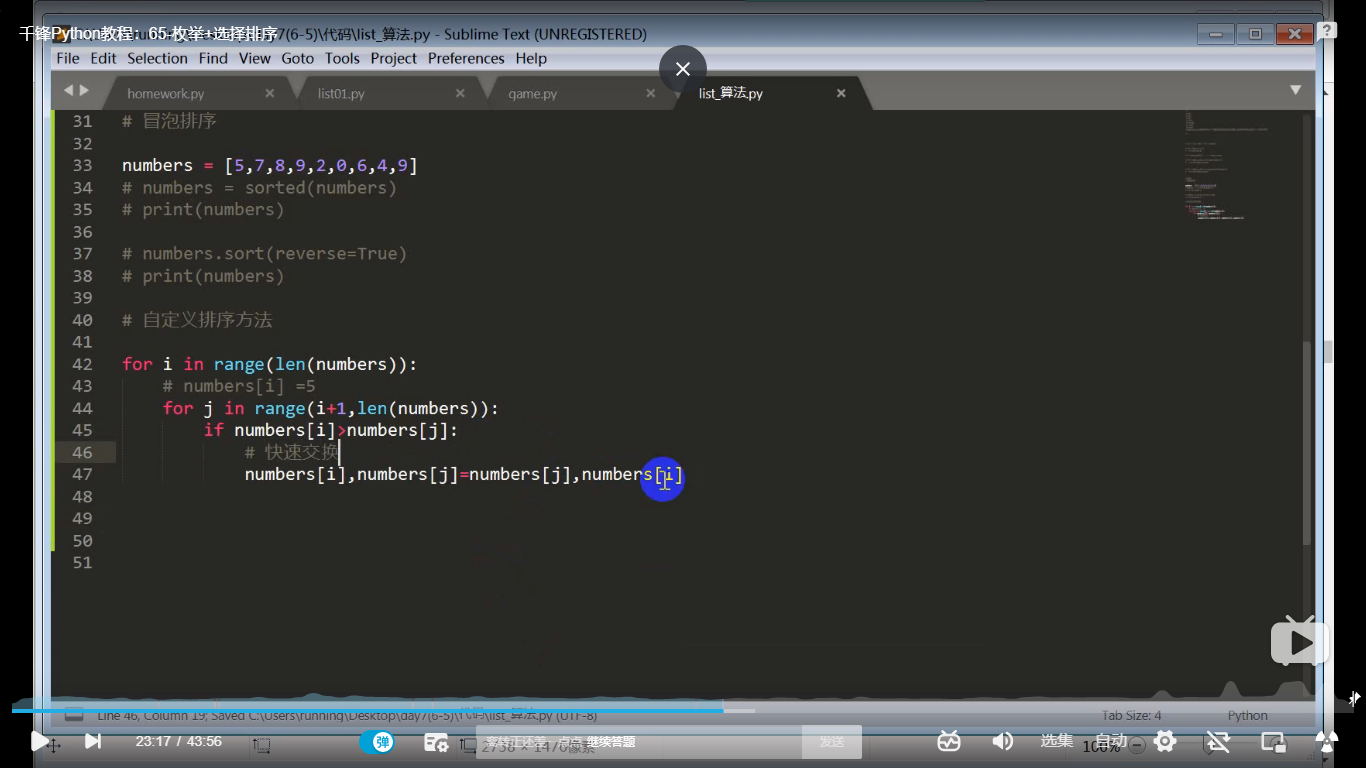 千锋Python教程：65.枚举+选择排序
7(6-5)\代码\list_算法.py - Sublime Text (UNREGISTERED)
File Edit Selection Find View Goto Tools Project Preferences Help
homework.py list01.py game.py list_算法.py
31 # 冒泡排序
32
33 numbers = [5,7,8,9,2,0,6,4,9]
34 # numbers = sorted(numbers)
35 # print(numbers)
36
37 # numbers.sort(reverse=True)
38 # print(numbers)
39
40 # 自定义排序方法
41
42 for i in range(len(numbers)):
43 # numbers[i] =5
44 for j in range(i+1,len(numbers)):
45 if numbers[i]>numbers[j]:
46 # 快速交换
47 numbers[i],numbers[j]=numbers[j],numbers[i]
48
49
50
51
Line 46, Column 19; Saved C:\Users\running\Desktop\day7(6-5)\代码\list_算法.py (UTF-8) Tab Size: 4 Python
23:17 / 43:56 弹 继续答题 发送 选集 100% 自动